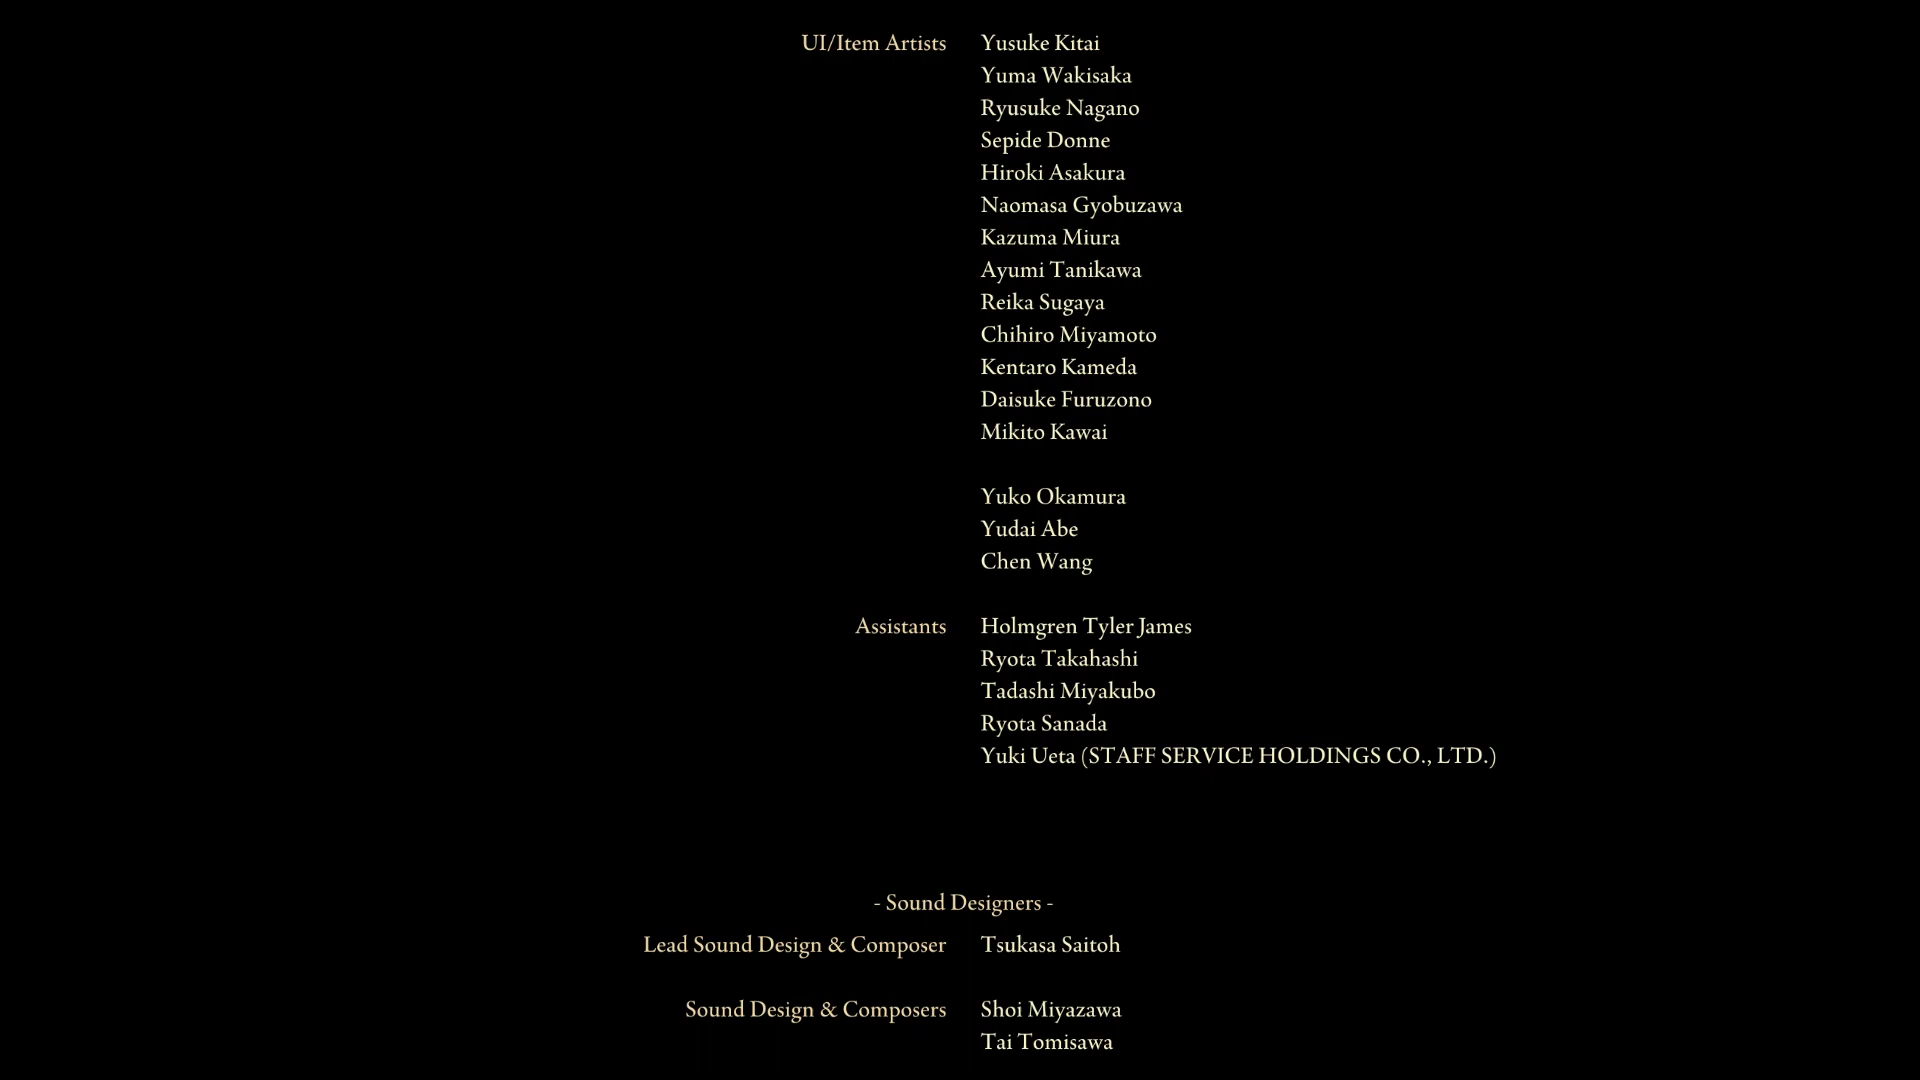 UI/Item Artists Yusuke Kitai
Yuma Wakisaka
Ryusuke Nagano
Sepide Donne
Hiroki Asakura
Naomasa Gyobuzawa
Kazuma Miura
Ayumi Tanikawa
Reika Sugaya
Chihiro Miyamoto
Kentaro Kameda
Daisuke Furuzono
Mikito Kawai
Yuko Okamura
Yudai Abe
Chen Wang
Assistants Holmgren Tyler James
Ryota Takahashi
Tadashi Miyakubo
Ryota Sanada
Yuki Ueta (STAFF SERVICE HOLDINGS CO., LTD.)
- Sound Designers -
Lead Sound Design & Composer Tsukasa Saitoh
Sound Design & Composers Shoi Miyazawa
Tai Tomisawa